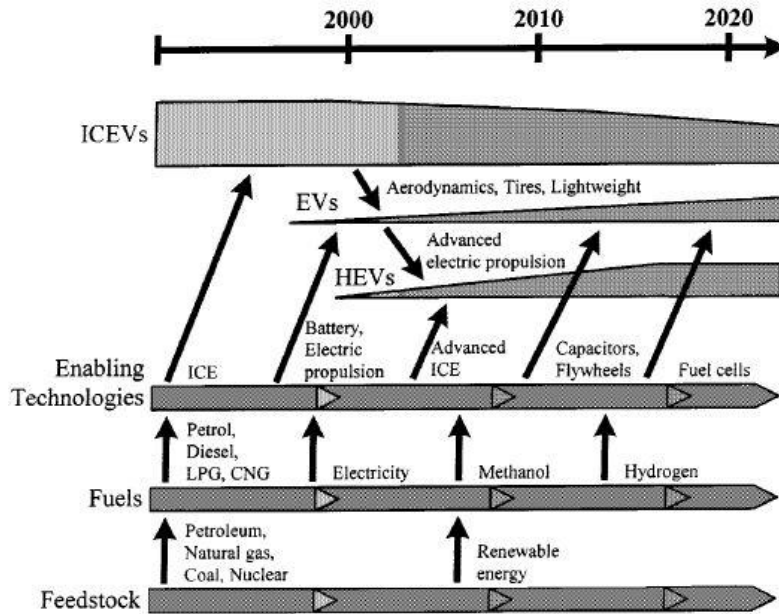 2000 2010 2020
ICEVs
Aerodynamics, Tires, Lightweight
EVs
Advanced
electric propulsion
HEVs
Battery,
Electric
propulsion
Advanced
ICE
Capacitors,
Flywheels
Fuel cells
ICE
Enabling
Technologies
Petrol,
Diesel,
LPG, CNG
Electricity
Methanol
Hydrogen
Fuels
Petroleum,
Natural gas,
Coal, Nuclear
Renewable
energy
Feedstock